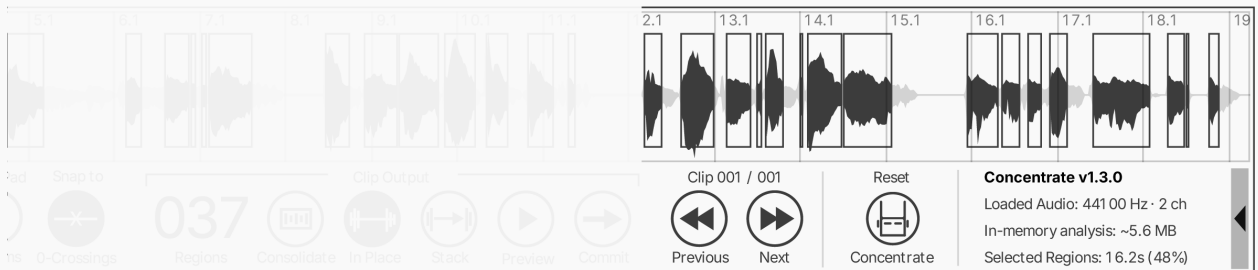 5.1 6.1 7.1 8.1 9.1 10.1 11.1 2.1 13.1 14.1 15.1 16.1 17.1 18.1 19
Snap to Clip Output Clip 001 / 001 Reset Concentrate v1.3.0
037
Loaded Audio: 44100 Hz · 2 ch
In-memory analysis: ~5.6 MB
0-Crossings Regions Consolidate In Place Stack Preview Commit Previous Next Concentrate Selected Regions: 16.2s (48%)